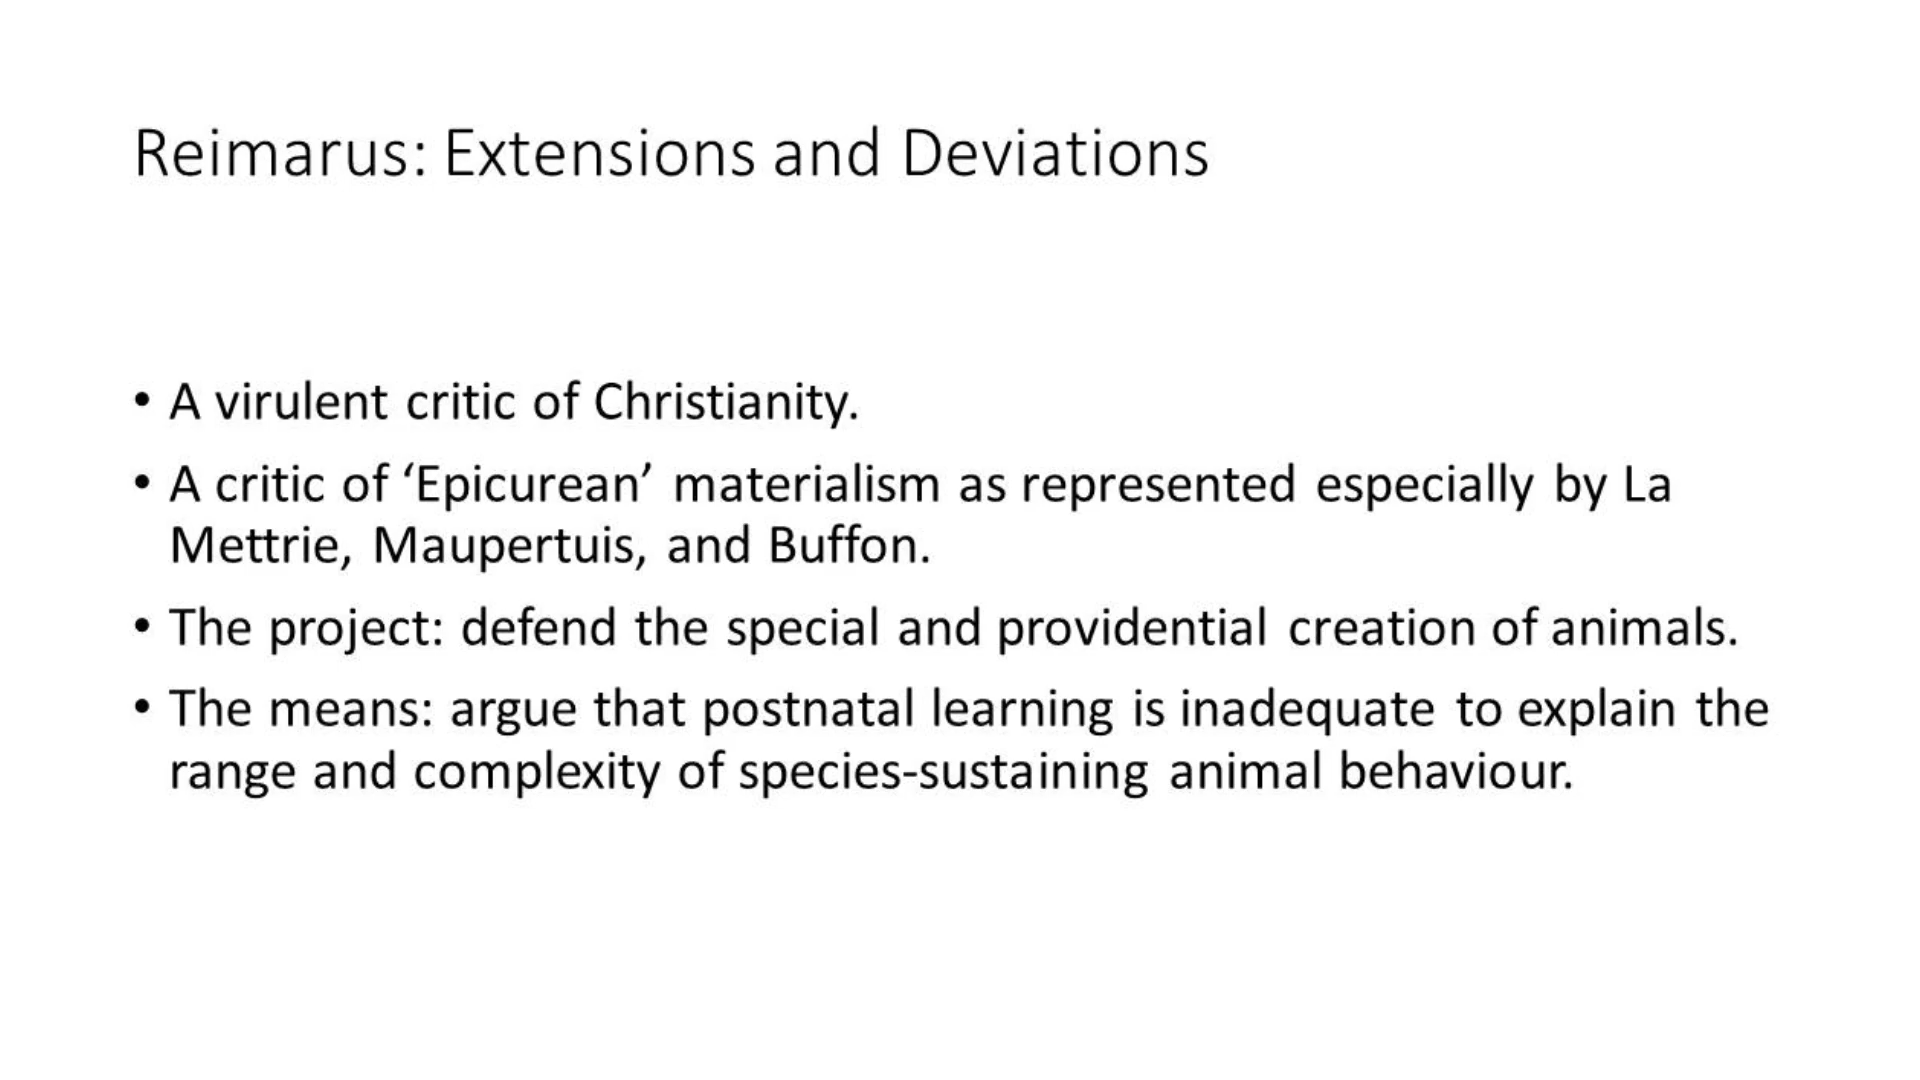 Reimarus: Extensions and Deviations
• A virulent critic of Christianity.
• A critic of ‘Epicurean’ materialism as represented especially by La
Mettrie, Maupertuis, and Buffon.
• The project: defend the special and providential creation of animals.
• The means: argue that postnatal learning is inadequate to explain the
range and complexity of species-sustaining animal behaviour.